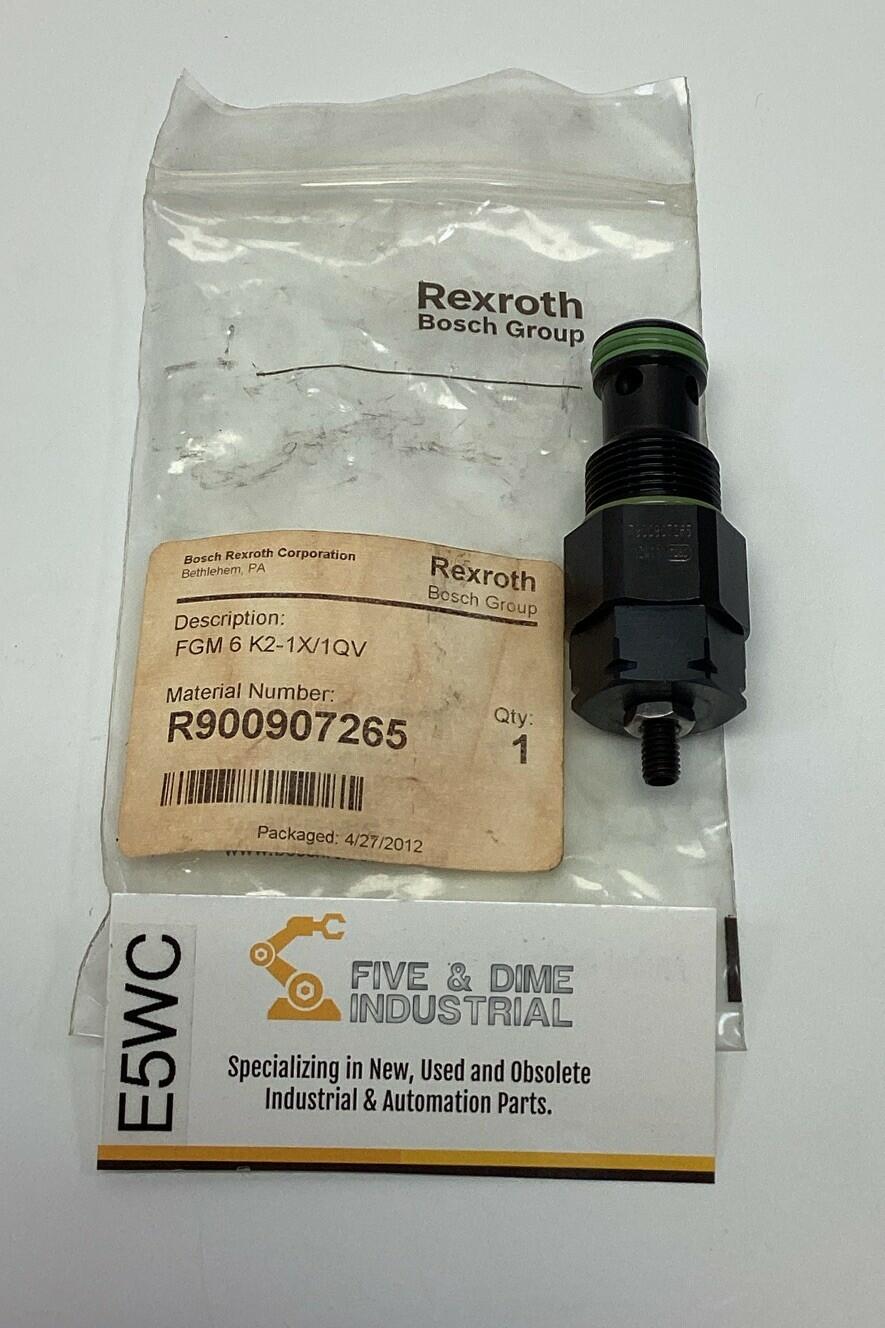 Rexroth
Bosch Group
Bosch Rexroth Corporation
Bethlehem, PA
Rexroth
Bosch Group
Description:
FGM 6 K2-1X/1QV
Material Number:
R900907265
Qty:
1
Packaged: 4/27/2012
R900907265
E5WC
FIVE & DIME
INDUSTRIAL
Specializing in New, Used and Obsolete
Industrial & Automation Parts.